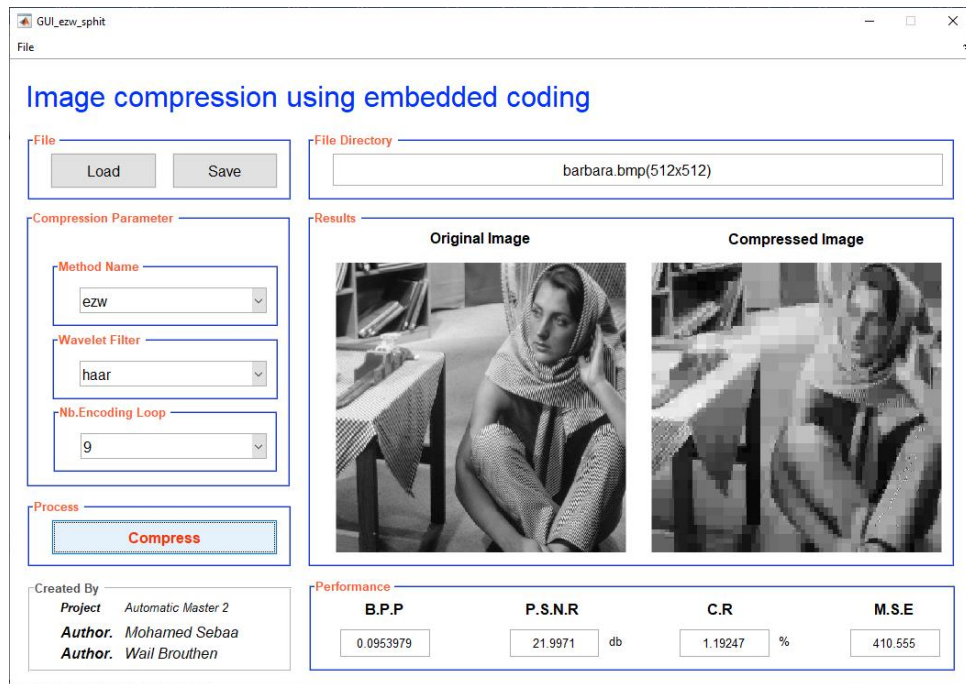 GUI_ezw_sphit
File
Image compression using embedded coding
File
Load Save
File Directory
barbara.bmp(512x512)
Compression Parameter
Method Name
ezw
Wavelet Filter
haar
Nb.Encoding Loop
9
Process
Compress
Results
Original Image Compressed Image
Created By
Project Automatic Master 2
Author. Mohamed Sebaa
Author. Wail Brouthen
Performance
B.P.P P.S.N.R C.R M.S.E
0.0953979 21.9971 db 1.19247 % 410.555